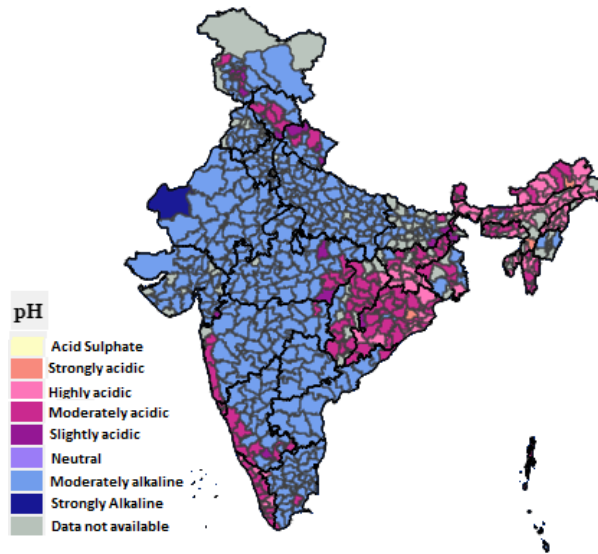 pH
Acid Sulphate
Strongly acidic
Highly acidic
Moderately acidic
Slightly acidic
Neutral
Moderately alkaline
Strongly Alkaline
Data not available